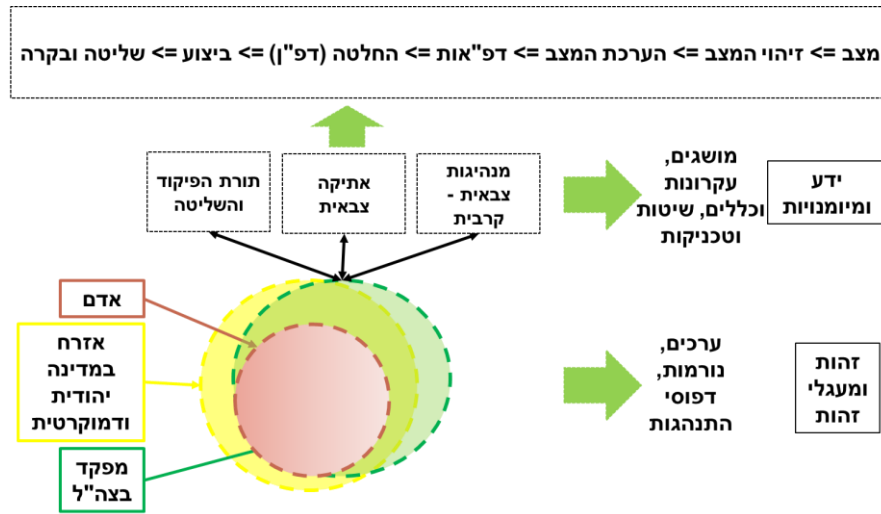 מצב => זיהוי המצב => הערכת המצב => דפ"אות => החלטה (דפ"ן) => ביצוע => שליטה ובקרה
ידע
ומיומנויות
מושגים,
עקרונות
וכללים, שיטות
וטכניקות
מנהיגות
צבאית -
קרבית
אתיקה
צבאית
תורת הפיקוד
והשליטה
זהות
ומעגלי
זהות
ערכים,
נורמות,
דפוסי
התנהגות
אדם
אזרח
במדינה
יהודית
ודמוקרטית
מפקד
בצה"ל